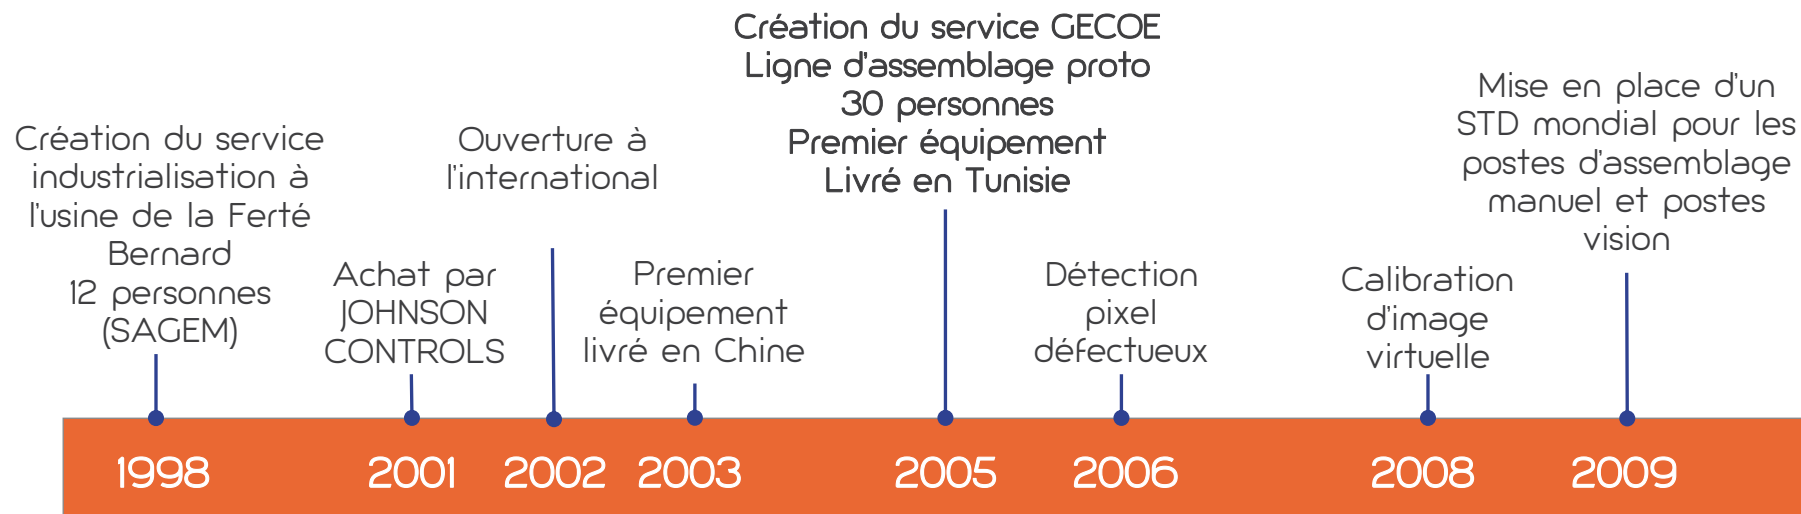 Création du service
industrialisation à
l'usine de la Ferté
Bernard
12 personnes
(SAGEM)
Achat par
JOHNSON
CONTROLS
Ouverture à
l'international
Premier
équipement
livré en Chine
Création du service GECOE
Ligne d'assemblage proto
30 personnes
Premier équipement
Livré en Tunisie
Détection
pixel
défectueux
Calibration
d'image
virtuelle
Mise en place d'un
STD mondial pour les
postes d'assemblage
manuel et postes
vision
1998 2001 2002 2003 2005 2006 2008 2009